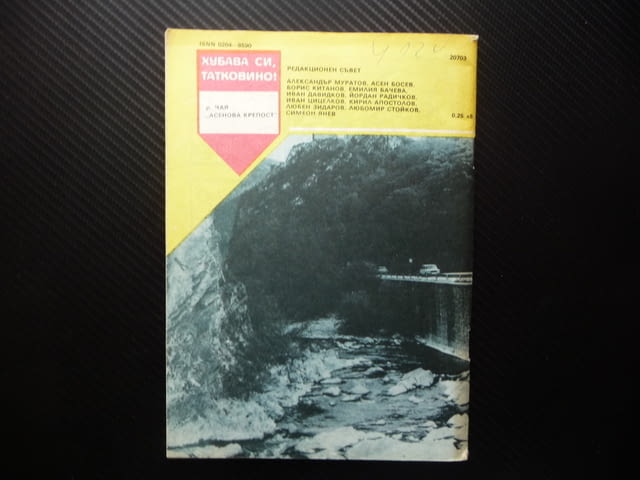 ISNN 0204-8590
ХУБАВА СИ,
ТАТКОВИНО!
р. ЧАЯ
„АСЕНОВА КРЕПОСТ“
20703
РЕДАКЦИОНЕН СЪВЕТ
АЛЕКСАНДЪР МУРАТОВ, АСЕН БОСЕВ,
БОРИС КИТАНОВ, ЕМИЛИЯ БАЧЕВА,
ИВАН ДАВИДКОВ, ЙОРДАН РАДИЧКОВ,
ИВАН ЦИЦЕЛКОВ, КИРИЛ АПОСТОЛОВ,
ЛЮБЕН ЗИДАРОВ, ЛЮБОМИР СТОЙКОВ,
СИМЕОН ЯНЕВ
0.25 лв